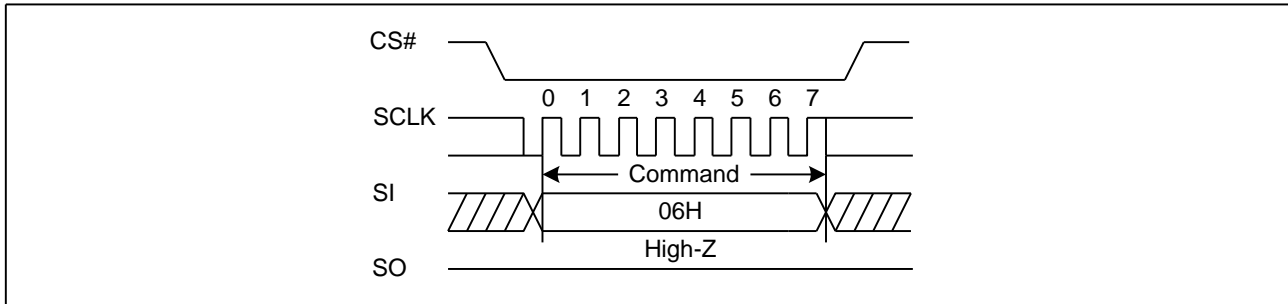 CS#
0 1 2 3 4 5 6 7
SCLK
Command
SI
06H
High-Z
SO